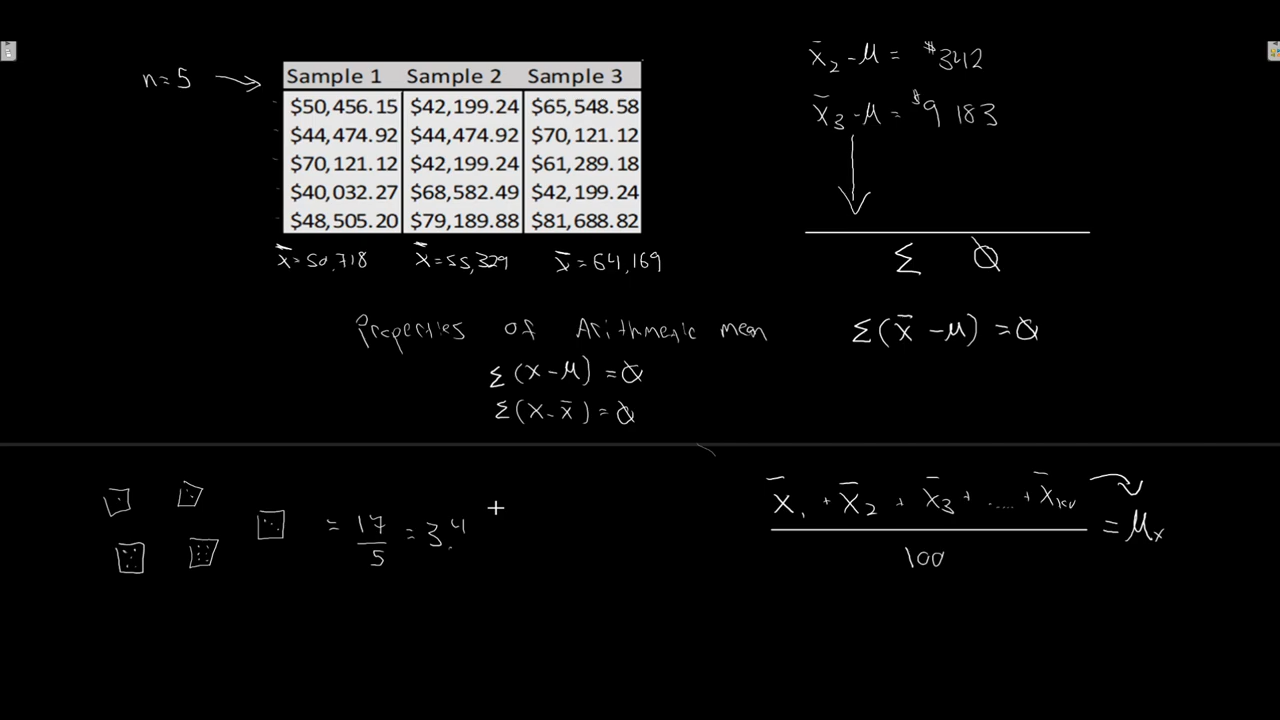 n=5 →
Sample 1 Sample 2 Sample 3
$50,456.15 $42,199.24 $65,548.58
$44,474.92 $44,474.92 $70,121.12
$70,121.12 $42,199.24 $61,289.18
$40,032.27 $68,582.49 $42,199.24
$48,505.20 $79,189.88 $81,688.82
x̄=50,718 x̄=55,329 x̄=64,169
x̄₂-μ = $342
x̄₃-μ = $9 183
Σ 0
Properties of Arithmetic mean
Σ(x̄-μ) = 0
Σ(x-μ) = 0
Σ(x-x̄) = 0
= 17/5 = 3.4
x̄₁ + x̄₂ + x̄₃ + .... + x̄₁₀₀
100
= μₓ